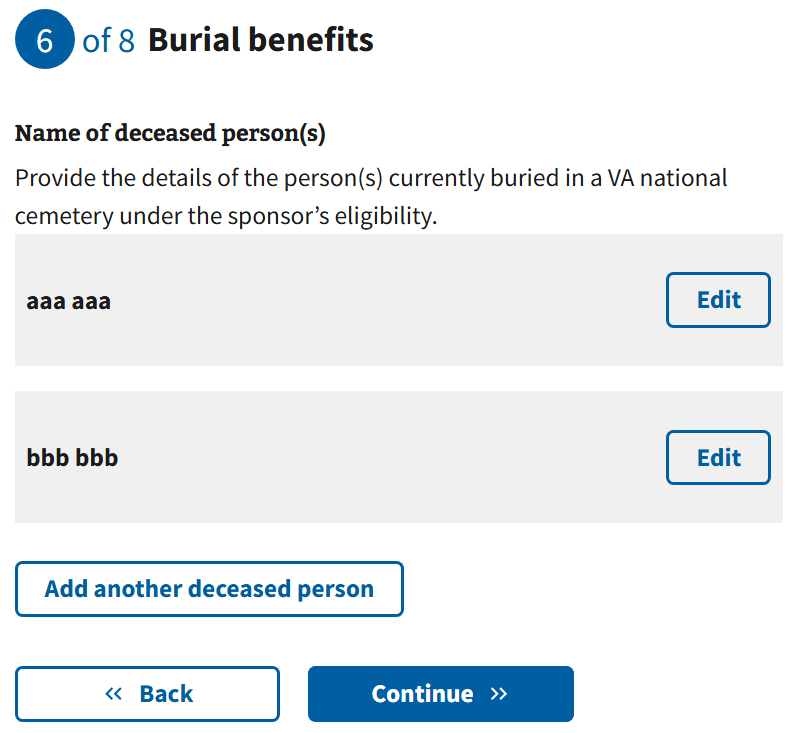 6 of 8 Burial benefits
Name of deceased person(s)
Provide the details of the person(s) currently buried in a VA national
cemetery under the sponsor’s eligibility.
aaa aaa
Edit
bbb bbb
Edit
Add another deceased person
« Back
Continue »